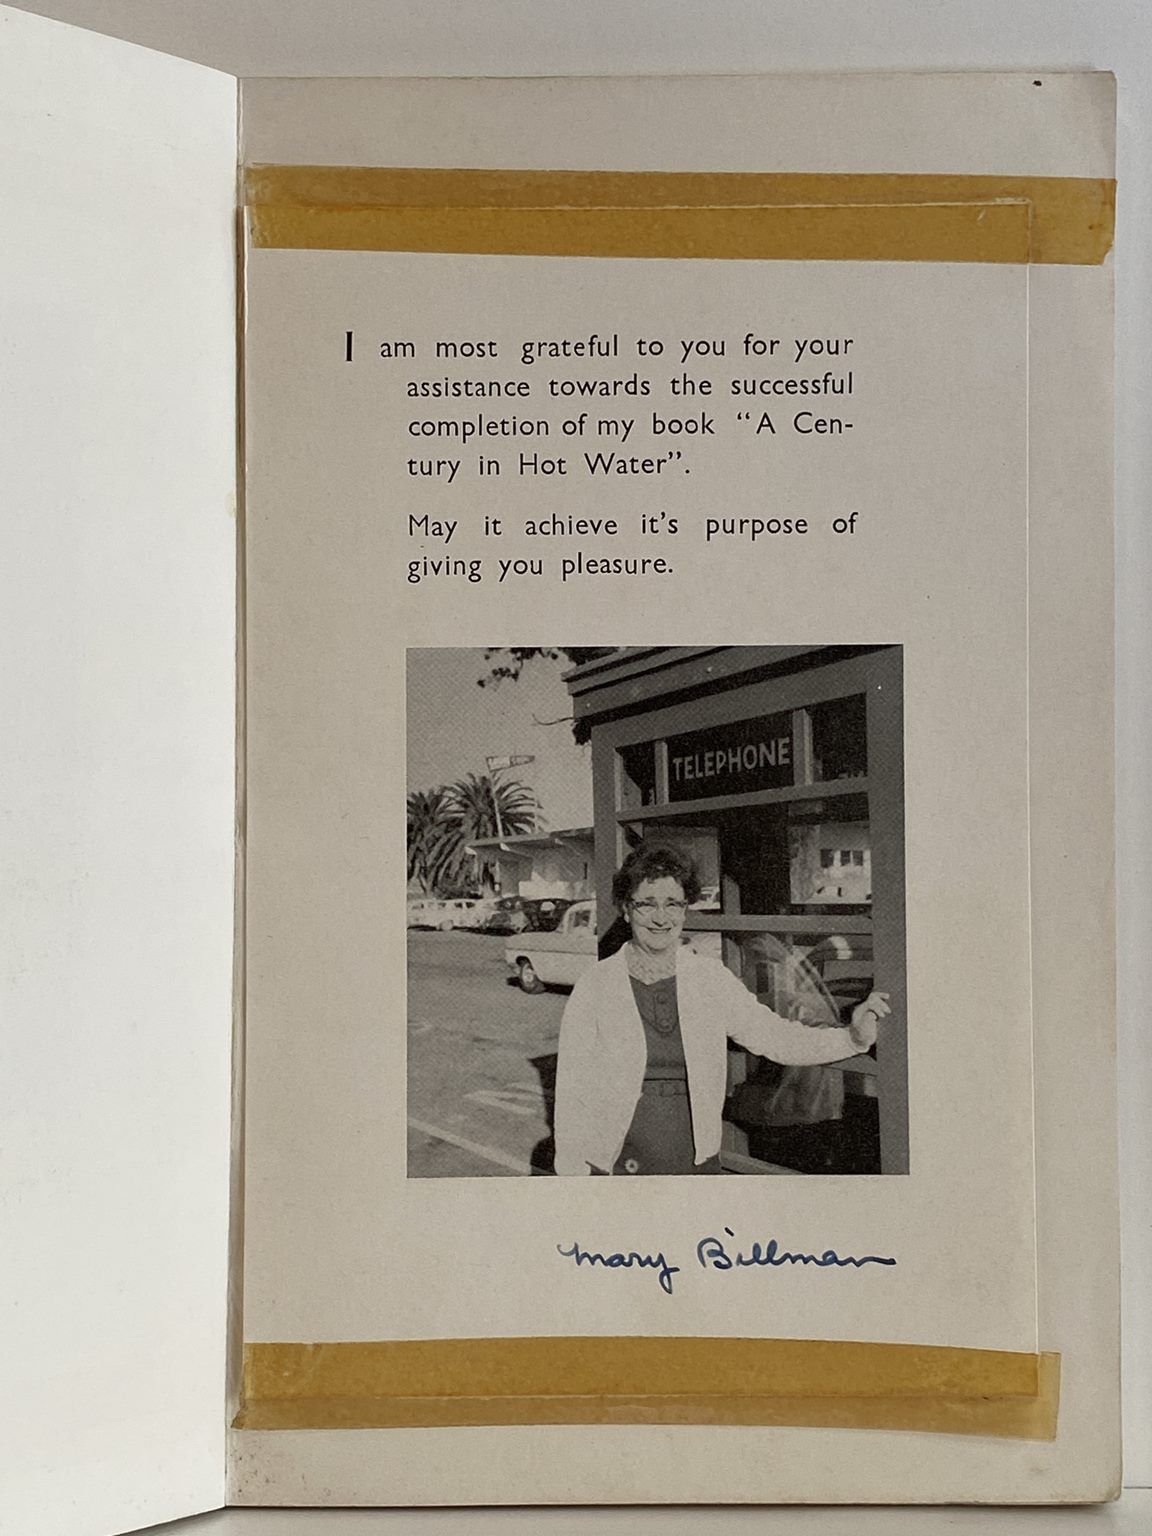 I am most grateful to you for your
assistance towards the successful
completion of my book “A Cen-
tury in Hot Water”.
May it achieve it's purpose of
giving you pleasure.
TELEPHONE
Mary Billman